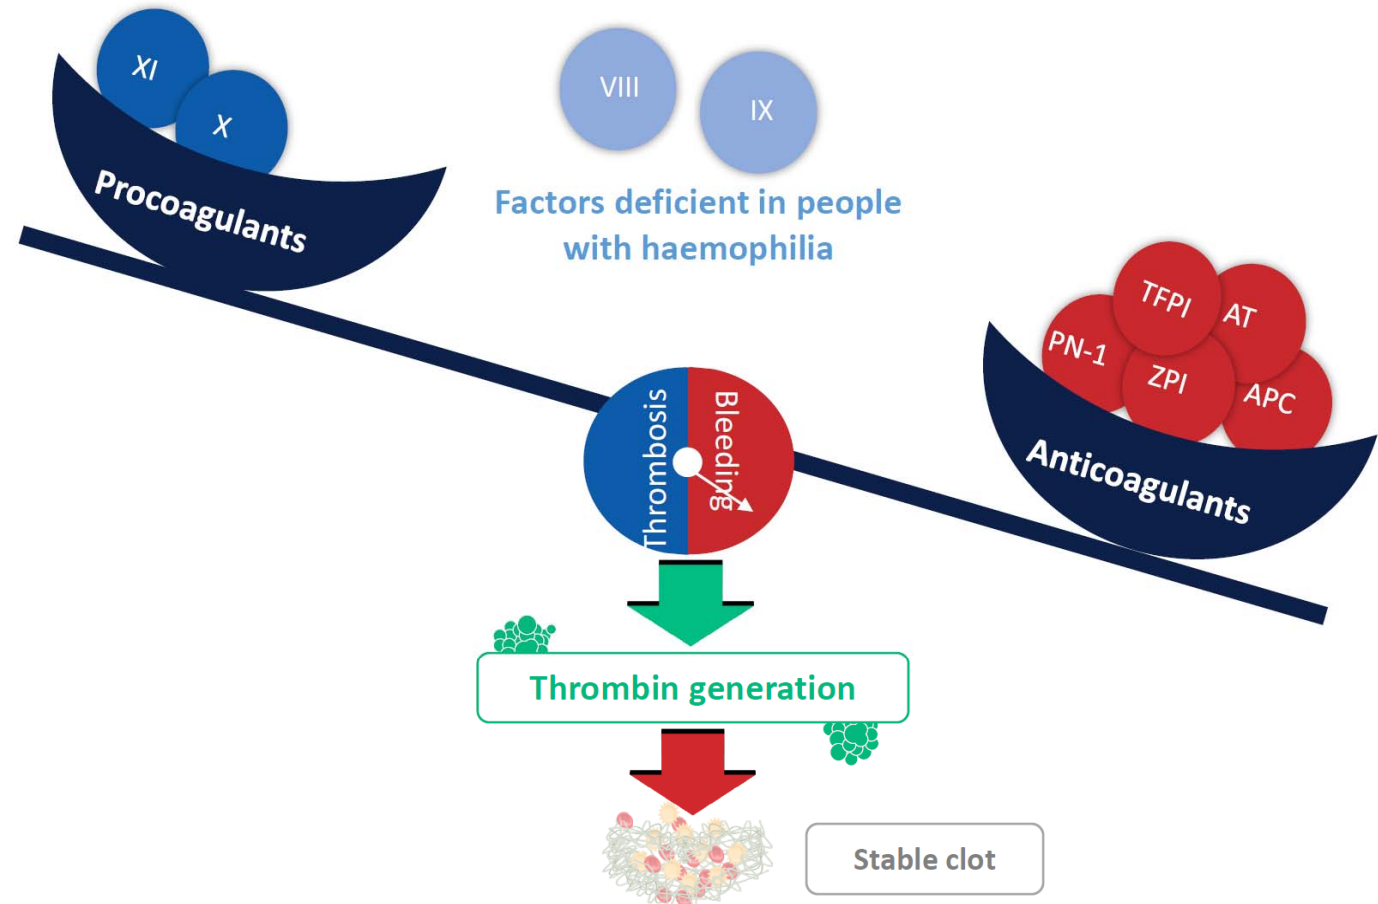 XI
X
Procoagulants
VIII
IX
Factors deficient in people
with haemophilia
TFPI
AT
PN-1
ZPI
APC
Anticoagulants
Thrombosis
Bleeding
Thrombin generation
Stable clot